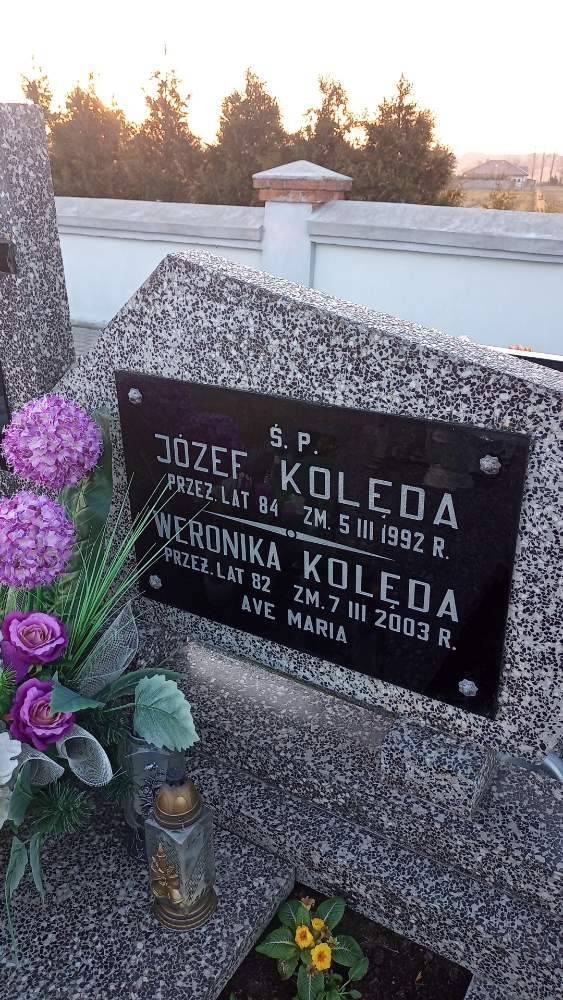 Ś. P.
JÓZEF KOLĘDA
PRZEŻ. LAT 84 ZM. 5 III 1992 R.
WERONIKA KOLĘDA
PRZEŻ. LAT 82 ZM. 7 III 2003 R.
AVE MARIA